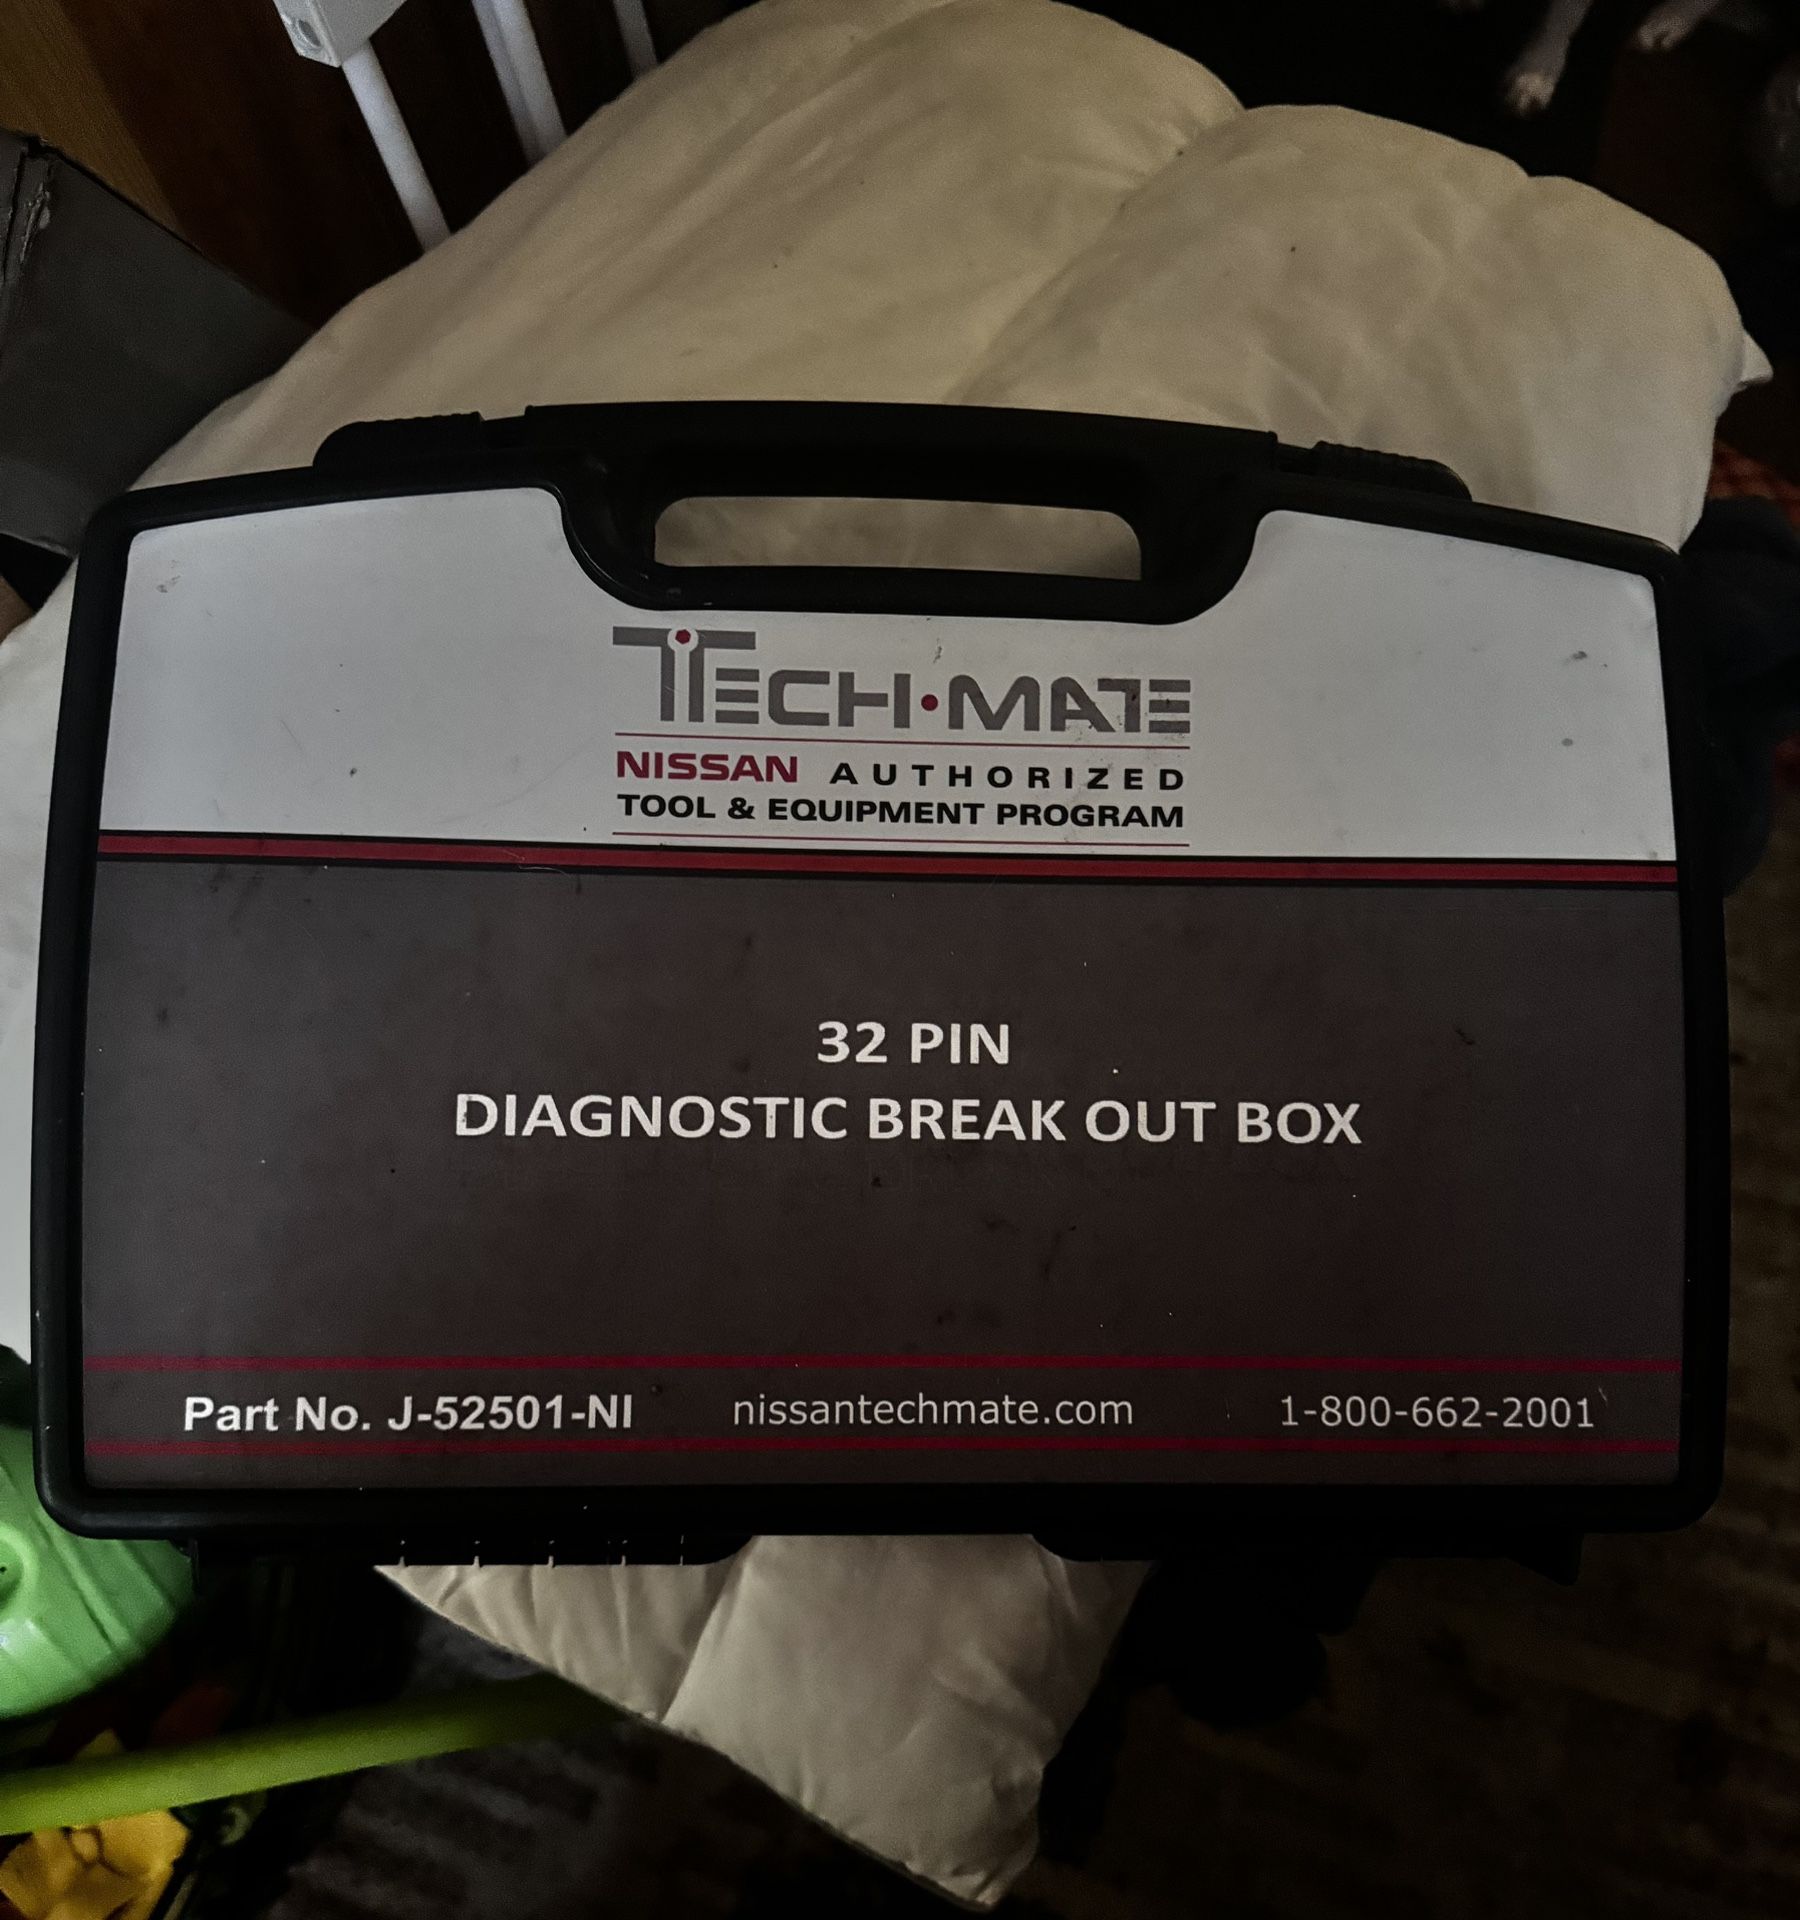 TECH·MATE
NISSAN AUTHORIZED
TOOL & EQUIPMENT PROGRAM
32 PIN
DIAGNOSTIC BREAK OUT BOX
Part No. J-52501-NI nissantechmate.com 1-800-662-2001